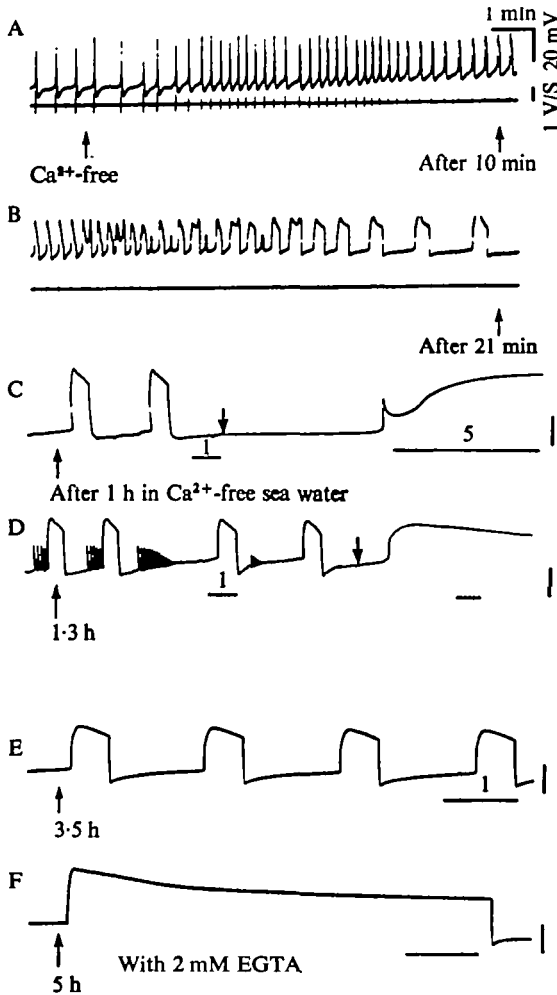 A
1 min
1 V/S 20 mV
Ca²⁺-free
After 10 min
B
After 21 min
C
1
5
After 1 h in Ca²⁺-free sea water
D
1
1·3 h
E
1
3·5 h
F
5 h
With 2 mM EGTA